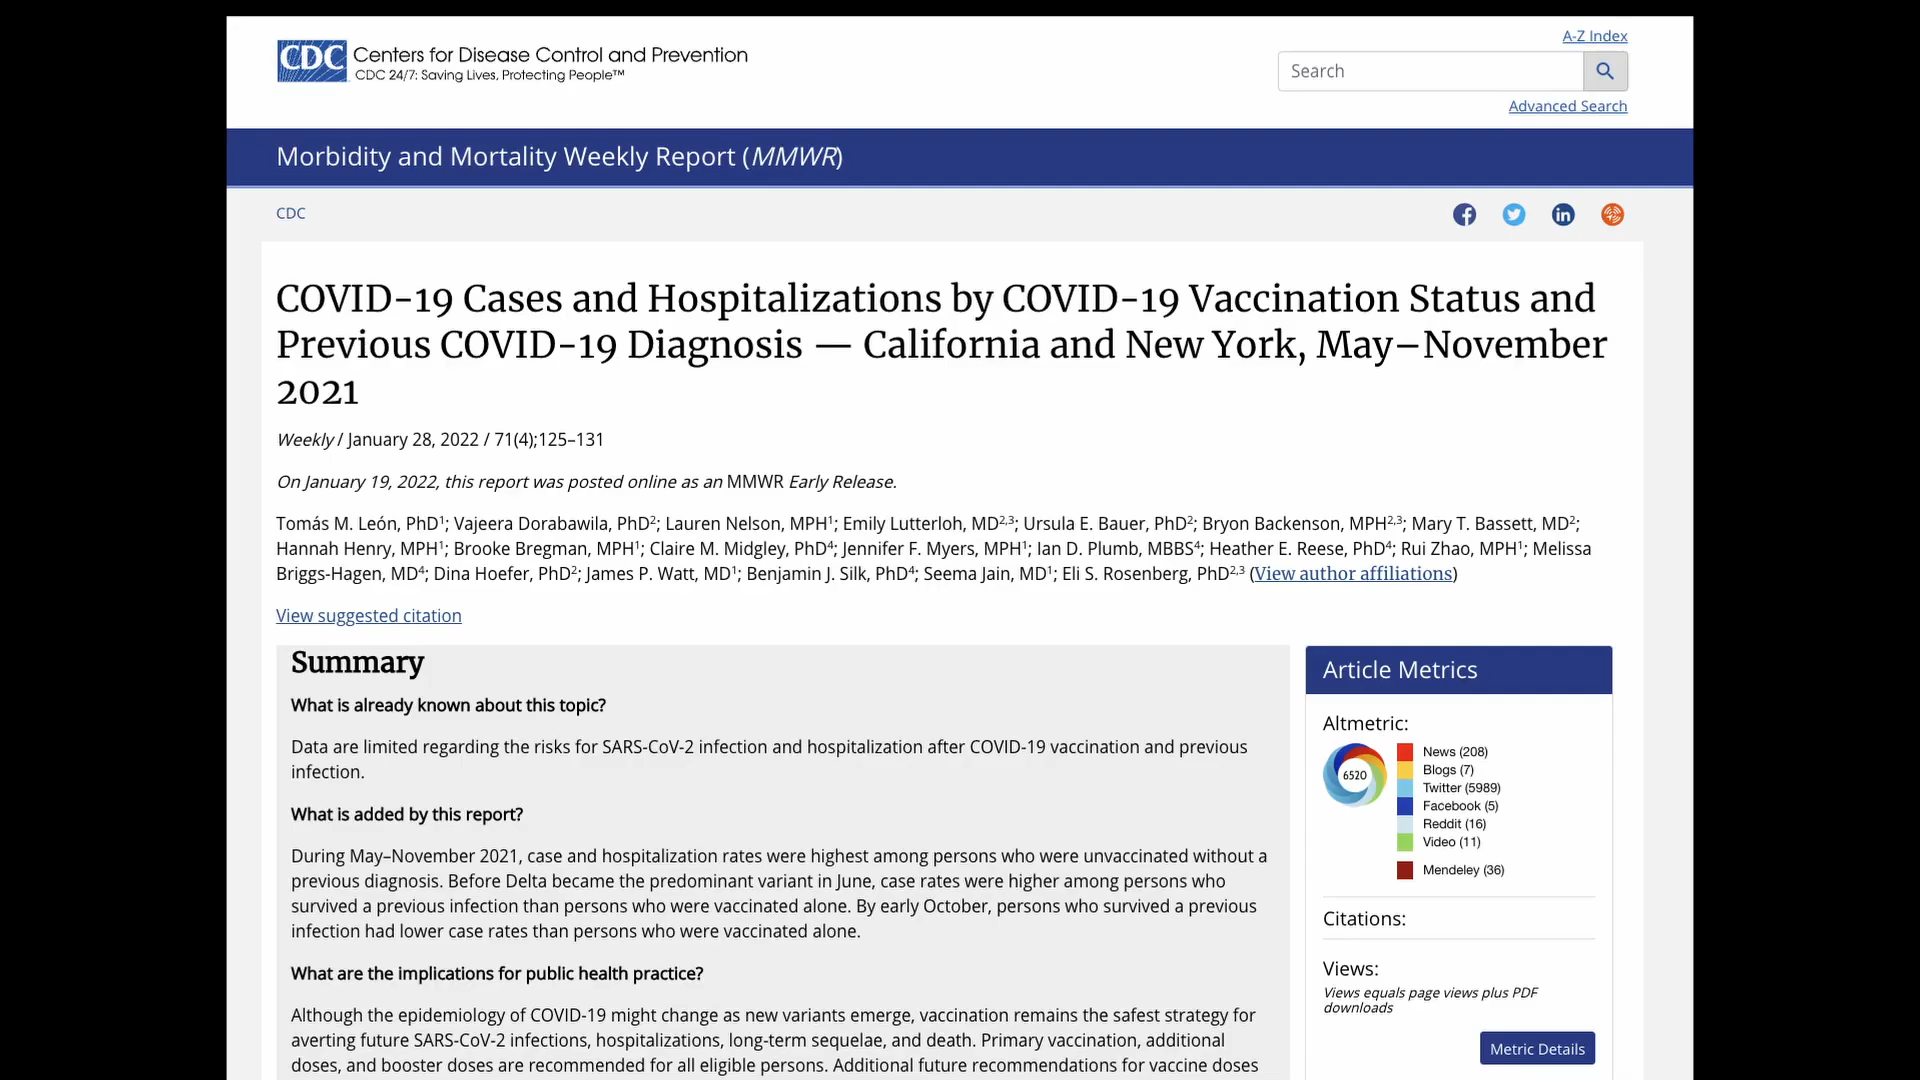 CDC Centers for Disease Control and Prevention
CDC 24/7: Saving Lives, Protecting People™
A-Z Index
Search
Advanced Search
Morbidity and Mortality Weekly Report (MMWR)
CDC
COVID-19 Cases and Hospitalizations by COVID-19 Vaccination Status and
Previous COVID-19 Diagnosis — California and New York, May–November
2021
Weekly / January 28, 2022 / 71(4);125–131
On January 19, 2022, this report was posted online as an MMWR Early Release.
Tomás M. León, PhD1; Vajeera Dorabawila, PhD2; Lauren Nelson, MPH1; Emily Lutterloh, MD2,3; Ursula E. Bauer, PhD2; Bryon Backenson, MPH2,3; Mary T. Bassett, MD2;
Hannah Henry, MPH1; Brooke Bregman, MPH1; Claire M. Midgley, PhD4; Jennifer F. Myers, MPH1; Ian D. Plumb, MBBS4; Heather E. Reese, PhD4; Rui Zhao, MPH1; Melissa
Briggs-Hagen, MD4; Dina Hoefer, PhD2; James P. Watt, MD1; Benjamin J. Silk, PhD4; Seema Jain, MD1; Eli S. Rosenberg, PhD2,3 (View author affiliations)
View suggested citation
Summary
What is already known about this topic?
Data are limited regarding the risks for SARS-CoV-2 infection and hospitalization after COVID-19 vaccination and previous
infection.
What is added by this report?
During May–November 2021, case and hospitalization rates were highest among persons who were unvaccinated without a
previous diagnosis. Before Delta became the predominant variant in June, case rates were higher among persons who
survived a previous infection than persons who were vaccinated alone. By early October, persons who survived a previous
infection had lower case rates than persons who were vaccinated alone.
What are the implications for public health practice?
Although the epidemiology of COVID-19 might change as new variants emerge, vaccination remains the safest strategy for
averting future SARS-CoV-2 infections, hospitalizations, long-term sequelae, and death. Primary vaccination, additional
doses, and booster doses are recommended for all eligible persons. Additional future recommendations for vaccine doses
Article Metrics
Altmetric:
6520
News (208)
Blogs (7)
Twitter (5989)
Facebook (5)
Reddit (16)
Video (11)
Mendeley (36)
Citations:
Views:
Views equals page views plus PDF
downloads
Metric Details